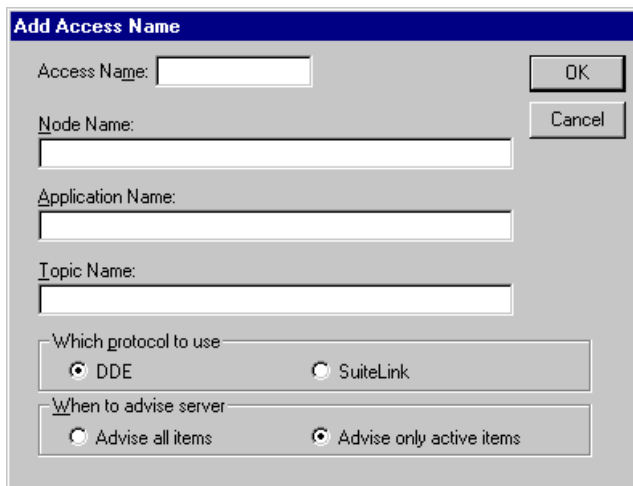 Add Access Name
Access Name:
OK
Cancel
Node Name:
Application Name:
Topic Name:
Which protocol to use
DDE
SuiteLink
When to advise server
Advise all items
Advise only active items